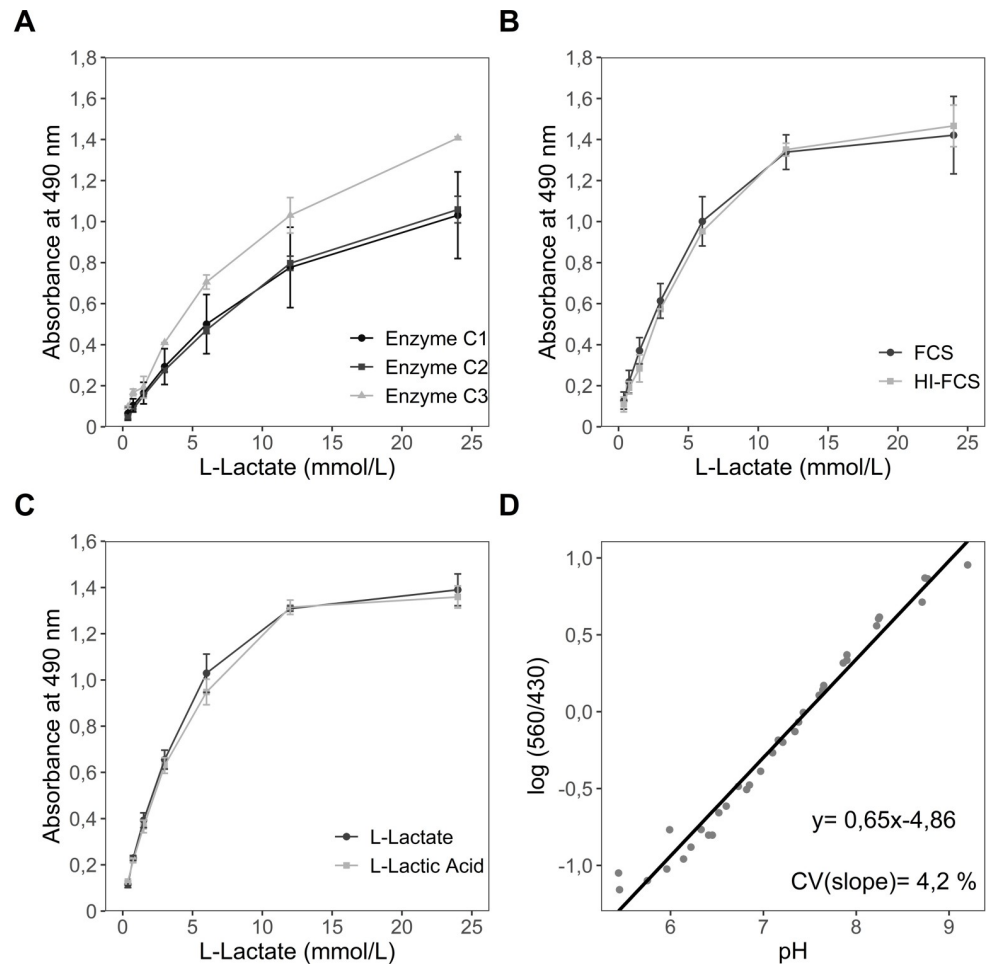 A
Absorbance at 490 nm
1,8
1,6
1,4
1,2
1,0
0,8
0,6
0,4
0,2
0
Enzyme C1
Enzyme C2
Enzyme C3
0 5 10 15 20 25
L-Lactate (mmol/L)
B
Absorbance at 490 nm
1,8
1,6
1,4
1,2
1,0
0,8
0,6
0,4
0,2
0
FCS
HI-FCS
0 5 10 15 20 25
L-Lactate (mmol/L)
C
Absorbance at 490 nm
1,6
1,4
1,2
1,0
0,8
0,6
0,4
0,2
0
L-Lactate
L-Lactic Acid
0 5 10 15 20 25
L-Lactate (mmol/L)
D
log (560/430)
1,0
0,5
0,0
-0,5
-1,0
y= 0,65x-4,86
CV(slope)= 4,2 %
6 7 8 9
pH